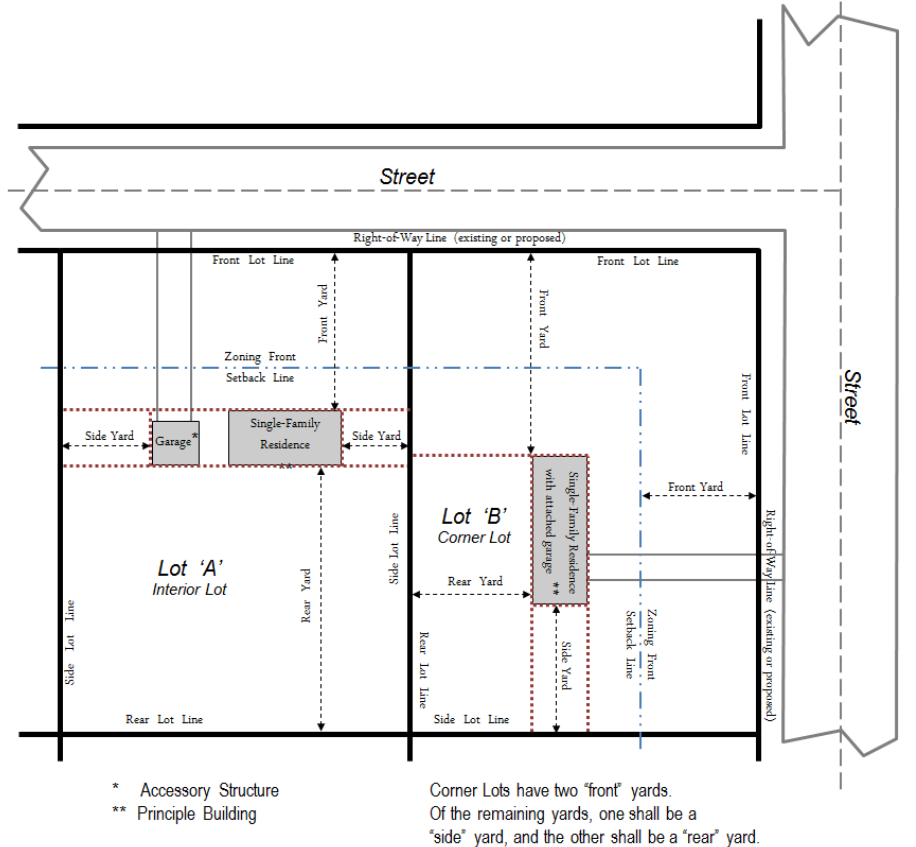 Street
Right-of-Way Line (existing or proposed)
Front Lot Line
Front Lot Line
Front Yard
Front Yard
Zoning Front
Setback Line
Front Lot Line
Street
Side Yard
Garage*
Single-Family
Residence
**
Side Yard
Single-Family Residence
with attached garage **
Front Yard
Lot ‘A’
Interior Lot
Lot ‘B’
Corner Lot
Side Lot Line
Rear Yard
Rear Yard
Right-of-Way Line (existing or proposed)
Side Lot Line
Rear Lot Line
Side Yard
Zoning Front
Setback Line
Rear Lot Line
Side Lot Line
* Accessory Structure
** Principle Building
Corner Lots have two “front” yards.
Of the remaining yards, one shall be a
“side” yard, and the other shall be a “rear” yard.